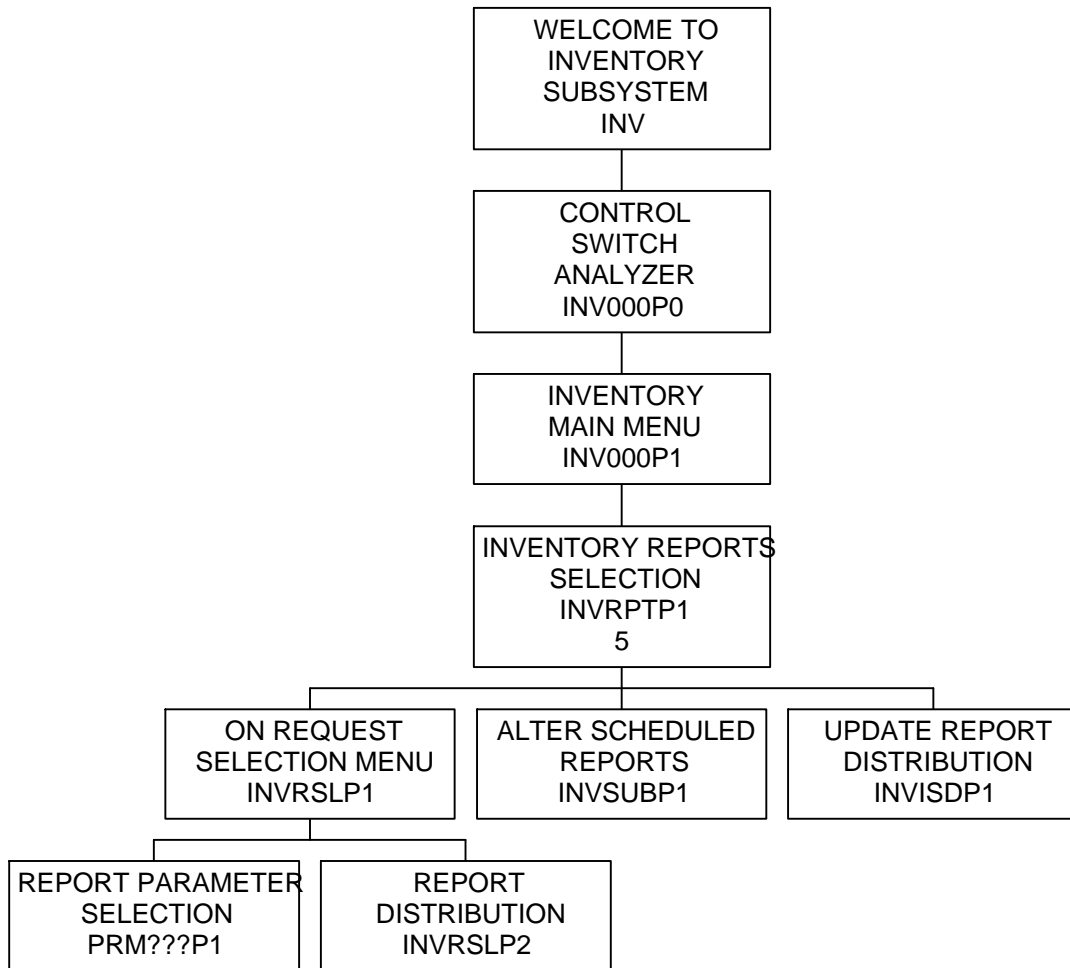 WELCOME TO
INVENTORY
SUBSYSTEM
INV
CONTROL
SWITCH
ANALYZER
INV000P0
INVENTORY
MAIN MENU
INV000P1
INVENTORY REPORTS
SELECTION
INVRPTP1
5
ON REQUEST
SELECTION MENU
INVRSLP1
ALTER SCHEDULED
REPORTS
INVSUBP1
UPDATE REPORT
DISTRIBUTION
INVISDP1
REPORT PARAMETER
SELECTION
PRM???P1
REPORT
DISTRIBUTION
INVRSLP2